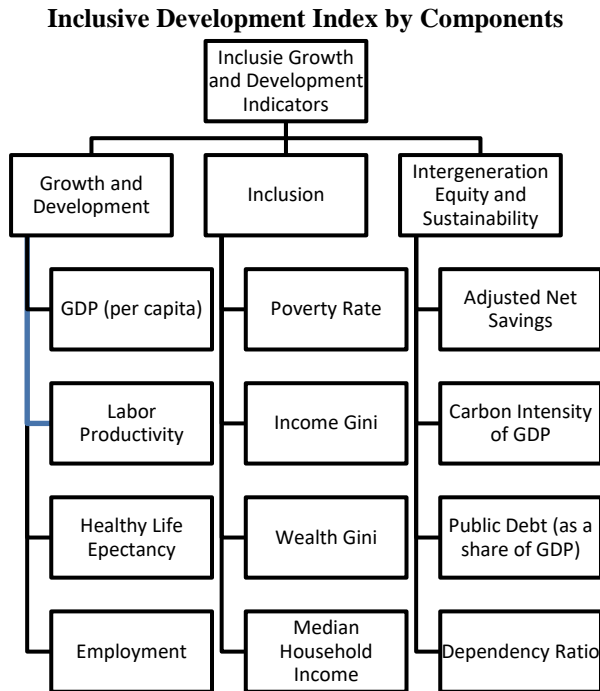 Inclusive Development Index by Components
Inclusie Growth
and Development
Indicators
Growth and
Development
Inclusion
Intergeneration
Equity and
Sustainability
GDP (per capita)
Poverty Rate
Adjusted Net
Savings
Labor
Productivity
Income Gini
Carbon Intensity
of GDP
Healthy Life
Epectancy
Wealth Gini
Public Debt (as a
share of GDP)
Employment
Median
Household
Income
Dependency Ratio